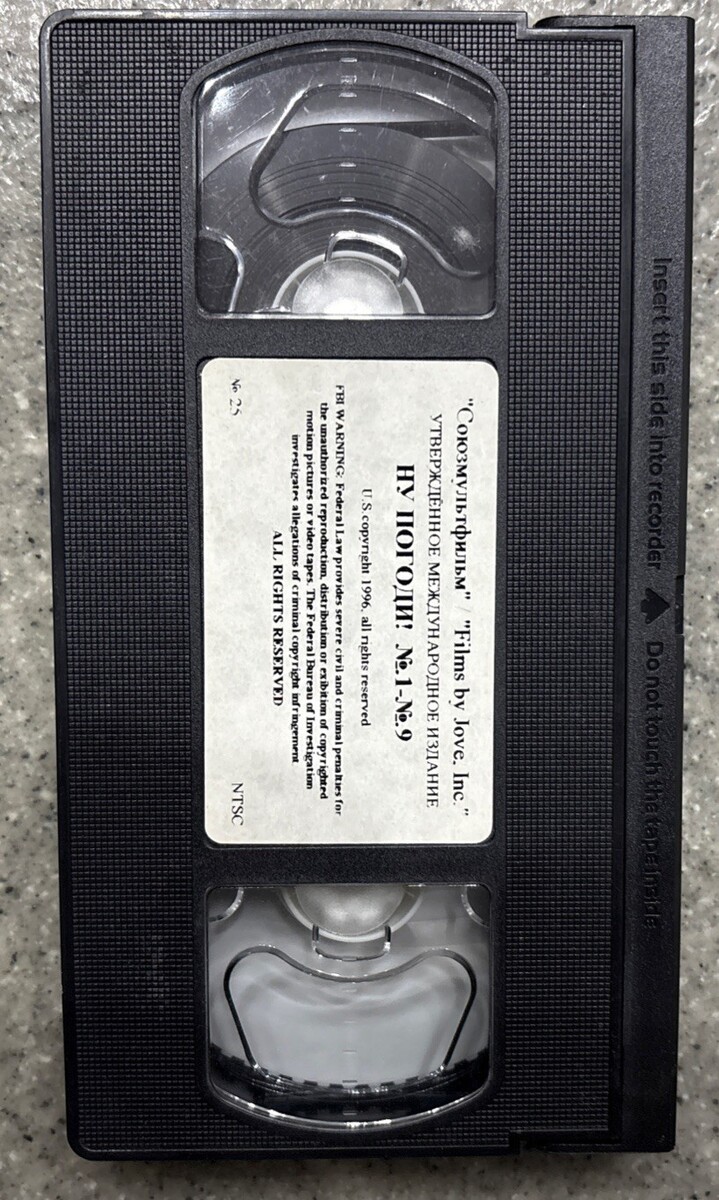 Insert this side into recorder ▲ Do not touch the tape inside
"Союзмультфильм" / "Films by Jove, Inc."
УТВЕРЖДЁННОЕ МЕЖДУНАРОДНОЕ ИЗДАНИЕ
НУ ПОГОДИ! №.1-№.9
U.S copyright 1996, all rights reserved
FBI WARNING: Federal Law provides severe civil and criminal penalties for
the unauthorized reproduction, distribution or exibition of copyrighted
motion pictures or video tapes. The Federal Bureau of Investigation
investigates allegations of criminal copyright infringement
ALL RIGHTS RESERVED
№ 25
NTSC